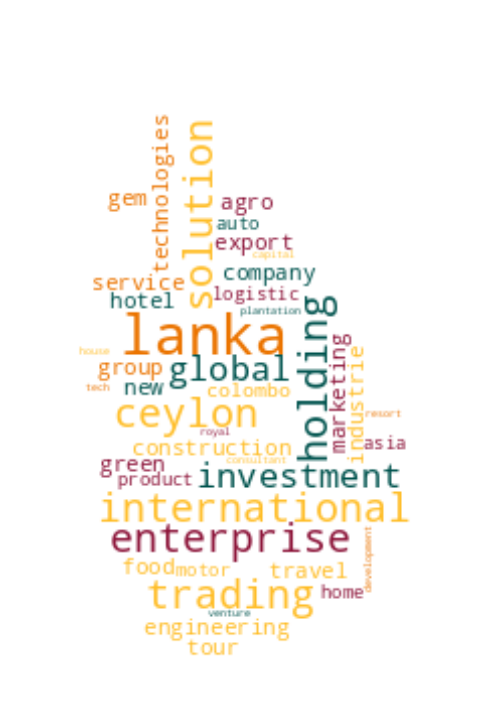 technologies
solution
gem
agro
auto
export
capital
company
service
logistic
hotel
plantation
holding
lanka
marketing
house
industrie
global
group
tech
new
colombo
ceylon
resort
royal
asia
construction
consultant
green
investment
product
international
enterprise
development
food
motor
travel
trading
home
venture
engineering
tour